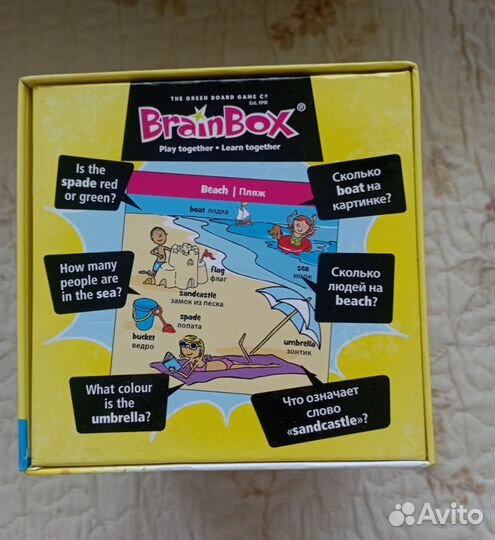 THE GREEN BOARD GAME Cº
Est. 1991
BrainBox®
Play together • Learn together
Is the
spade red
or green?
Сколько
boat на
картинке?
Beach | Пляж
boat лодка
How many
people are
in the sea?
flag
флаг
sea
море
Сколько
людей на
beach?
sandcastle
замок из песка
spade
лопата
bucket
ведро
umbrella
зонтик
What colour
is the
umbrella?
Что означает
слово
«sandcastle»?
Avito